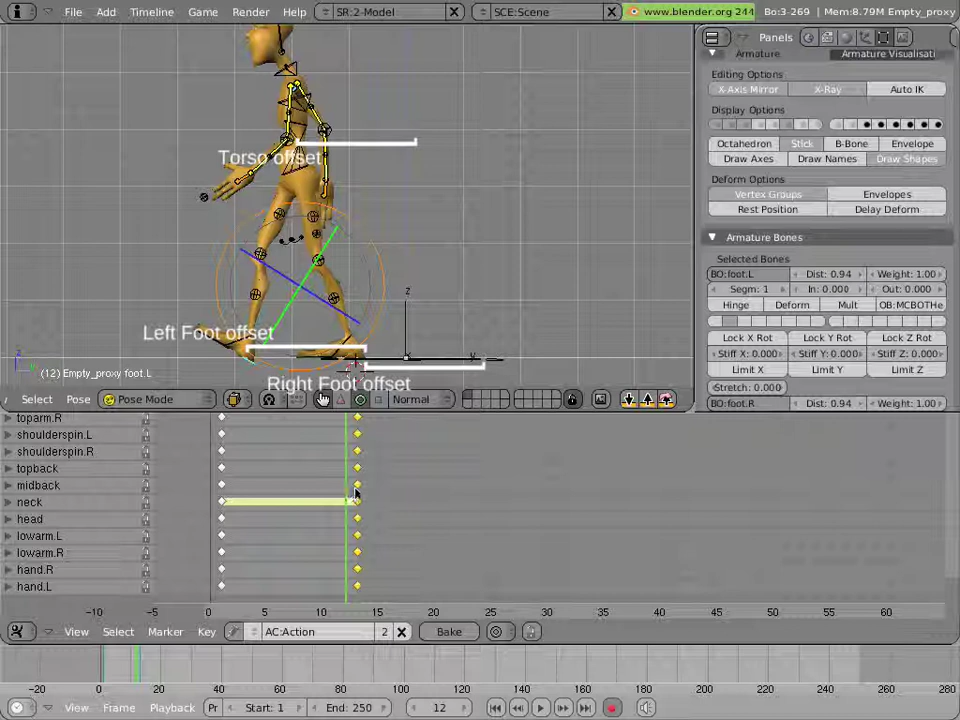 File Add Timeline Game Render Help SR:2-Model SCE:Scene www.blender.org 244 Bo:3-269 | Mem:8.79M Empty_proxy
Panels
Armature Armature Visualisati
Editing Options
X-Axis Mirror X-Ray Auto IK
Display Options
Octahedron Stick B-Bone Envelope
Draw Axes Draw Names Draw Shapes
Deform Options
Vertex Groups Envelopes
Rest Position Delay Deform
Armature Bones
Selected Bones
BO:foot.L Dist: 0.94 Weight: 1.00
Segm: 1 In: 0.000 Out: 0.000
Hinge Deform Mult OB:MCBOTHe
Lock X Rot Lock Y Rot Lock Z Rot
Stiff X: 0.000 Stiff Y: 0.000 Stiff Z: 0.000
Limit X Limit Y Limit Z
Stretch: 0.000
BO:foot.R Dist: 0.94 Weight: 1.00
Torso offset
z
Left Foot offset
Right Foot offset
(12) Empty_proxy foot.L
Select Pose Pose Mode Normal
toparm.R
shoulderspin.L
shoulderspin.R
topback
midback
neck
head
lowarm.L
lowarm.R
hand.R
hand.L
-10 -5 0 5 10 15 20 25 30 35 40 45 50 55 60
View Select Marker Key AC:Action 2 Bake
-20 0 20 40 60 80 100 120 140 160 180 200 220 240 260 280
View Frame Playback Pr Start: 1 End: 250 12